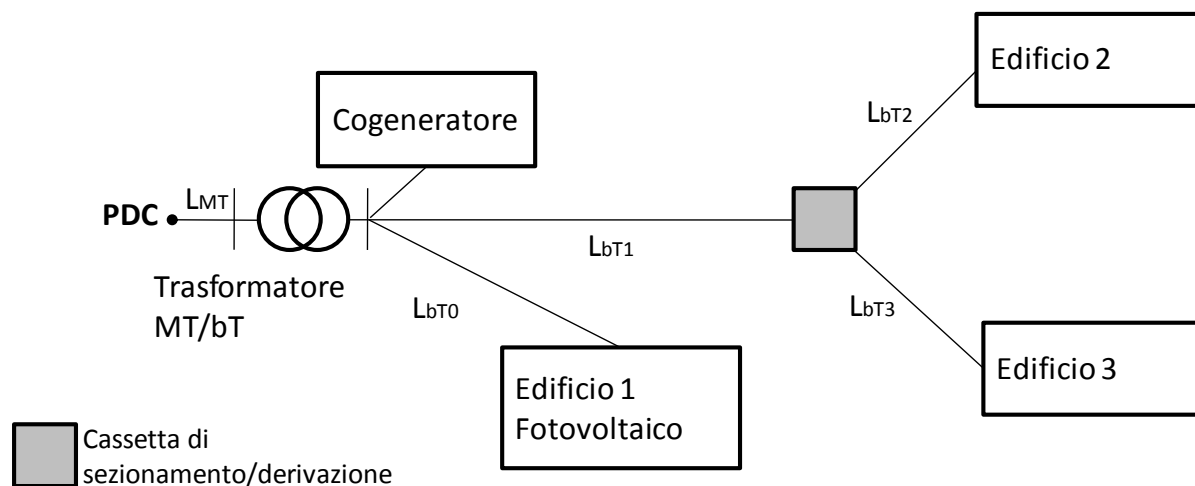 Edificio 2
Cogeneratore
LbT2
LMT
PDC
LbT1
Trasformatore
MT/bT
LbT0
LbT3
Edificio 3
Edificio 1
Fotovoltaico
Cassetta di
sezionamento/derivazione